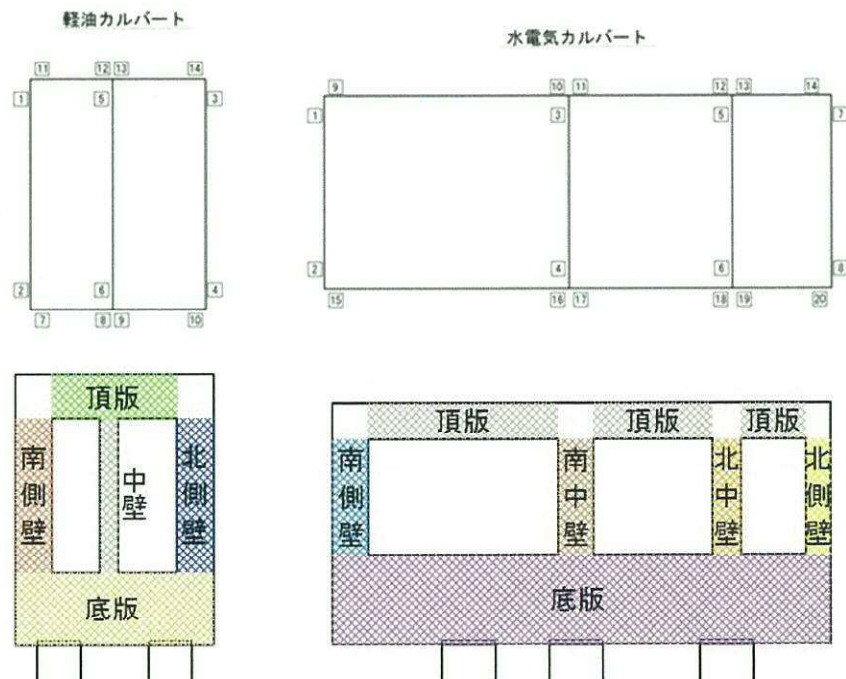 軽油カルバート
水電気カルバート
11 12 13 14
1 5 3
2 6 4
7 8 9 10
9 10 11 12 13 14
1 3 5 7
2 4 6 8
15 16 17 18 19 20
頂版
南側壁
中壁
北側壁
底版
頂版 頂版 頂版
南側壁
南中壁
北中壁
北側壁
底版